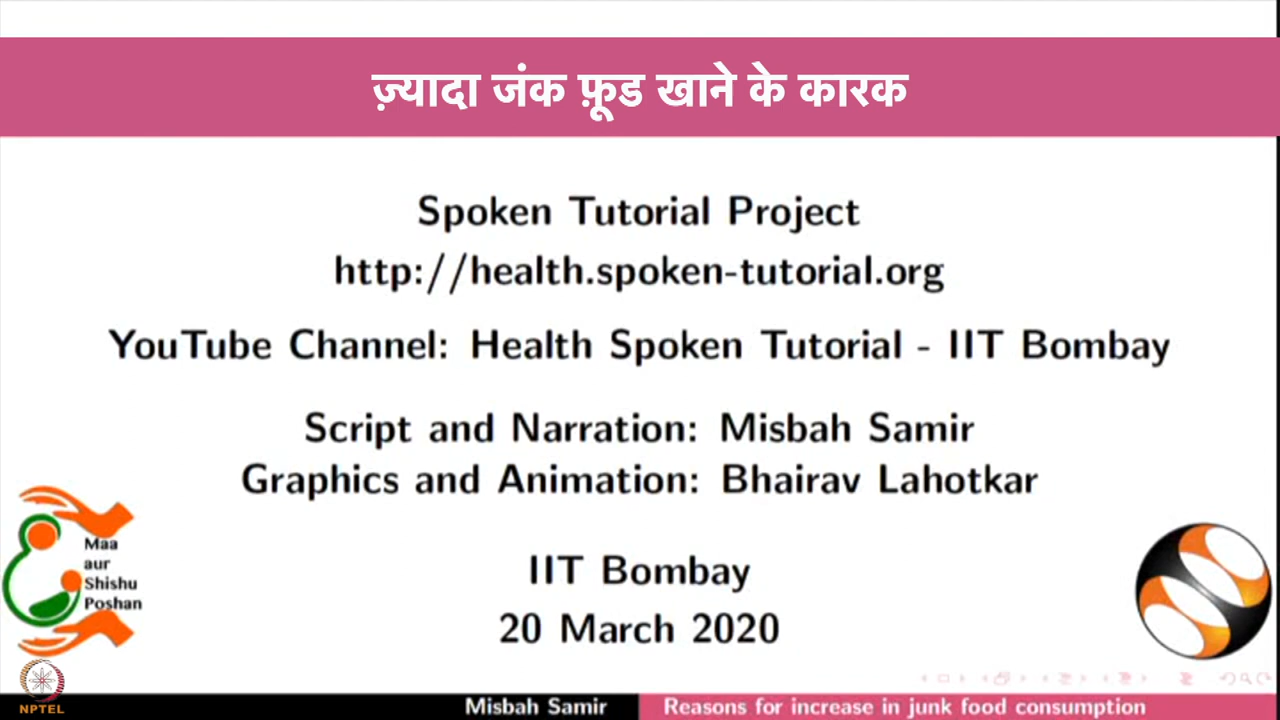 ज़्यादा जंक फ़ूड खाने के कारक
Spoken Tutorial Project
http://health.spoken-tutorial.org
YouTube Channel: Health Spoken Tutorial - IIT Bombay
Script and Narration: Misbah Samir
Graphics and Animation: Bhairav Lahotkar
Maa
aur
Shishu
Poshan
IIT Bombay
20 March 2020
NPTEL
Misbah Samir
Reasons for increase in junk food consumption